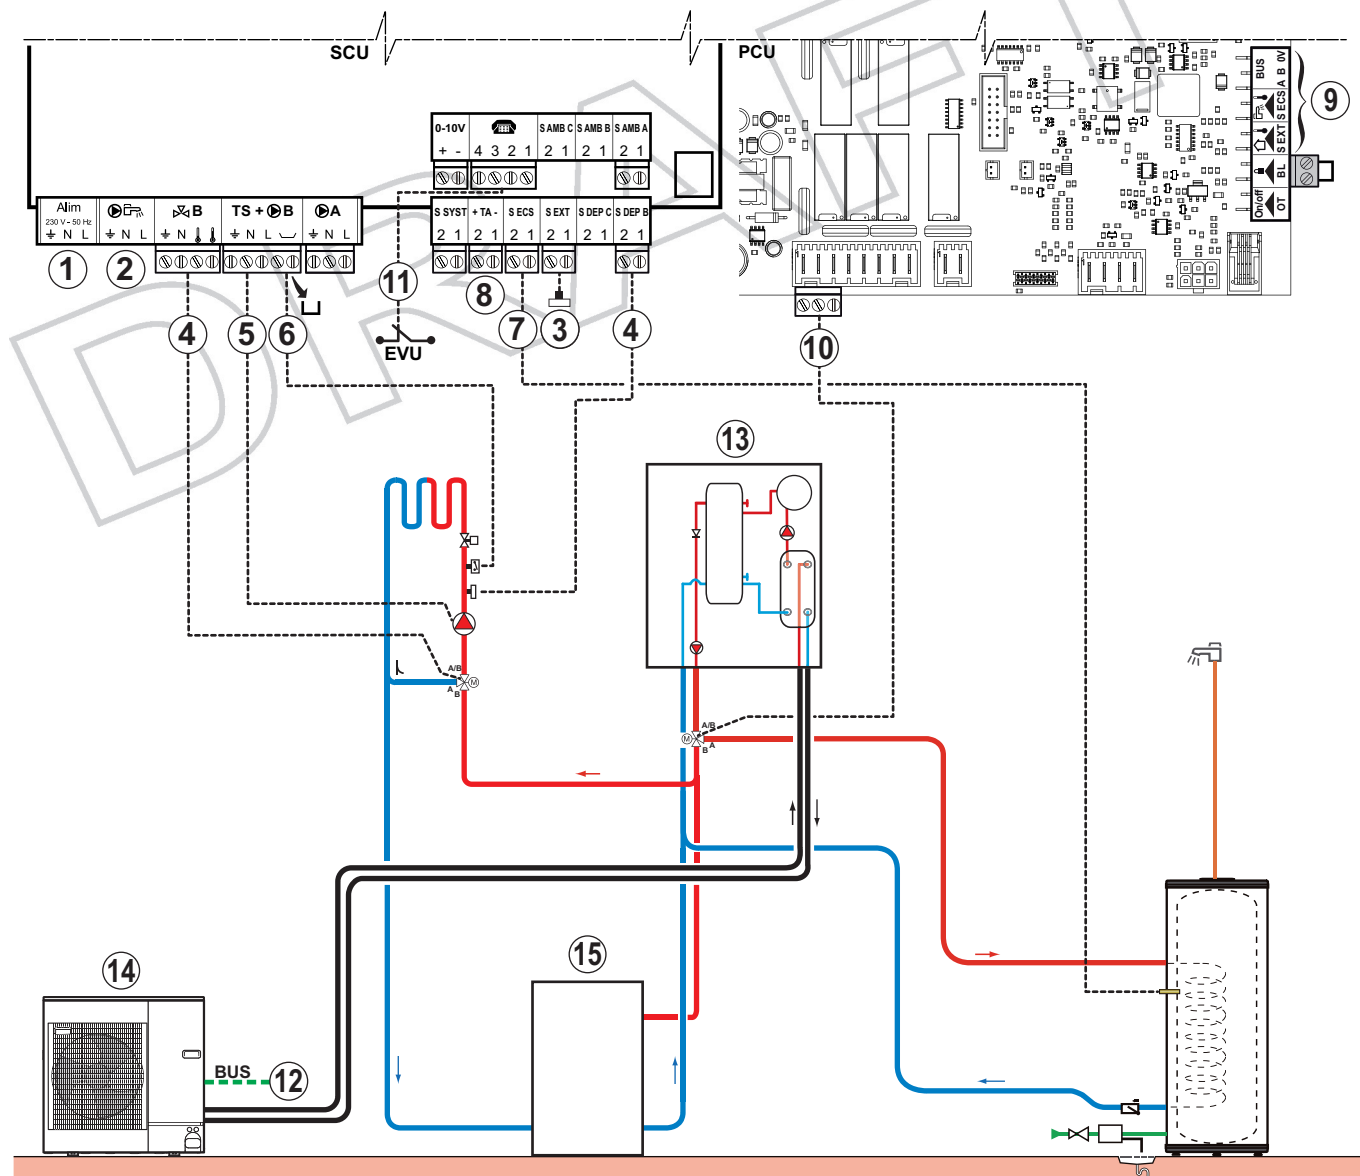 DRAFT
SCU
PCU
0-10V S AMB C S AMB B S AMB A
+ - 4 3 2 1 2 1 2 1 2 1
Alim
230 V - 50 Hz
N L
N L
B
N
TS + B
N L
A
N L
S SYST + TA - S ECS S EXT S DEP C S DEP B
2 1 2 1 2 1 2 1 2 1 2 1
BUS
A B 0V
S ECS
S EXT
BL
On/off
OT
9
1
2
11
8
4
5
6
7
3
4
10
EVU
13
A/B
A
B
M
A/B
M
A
B
14
15
BUS
12